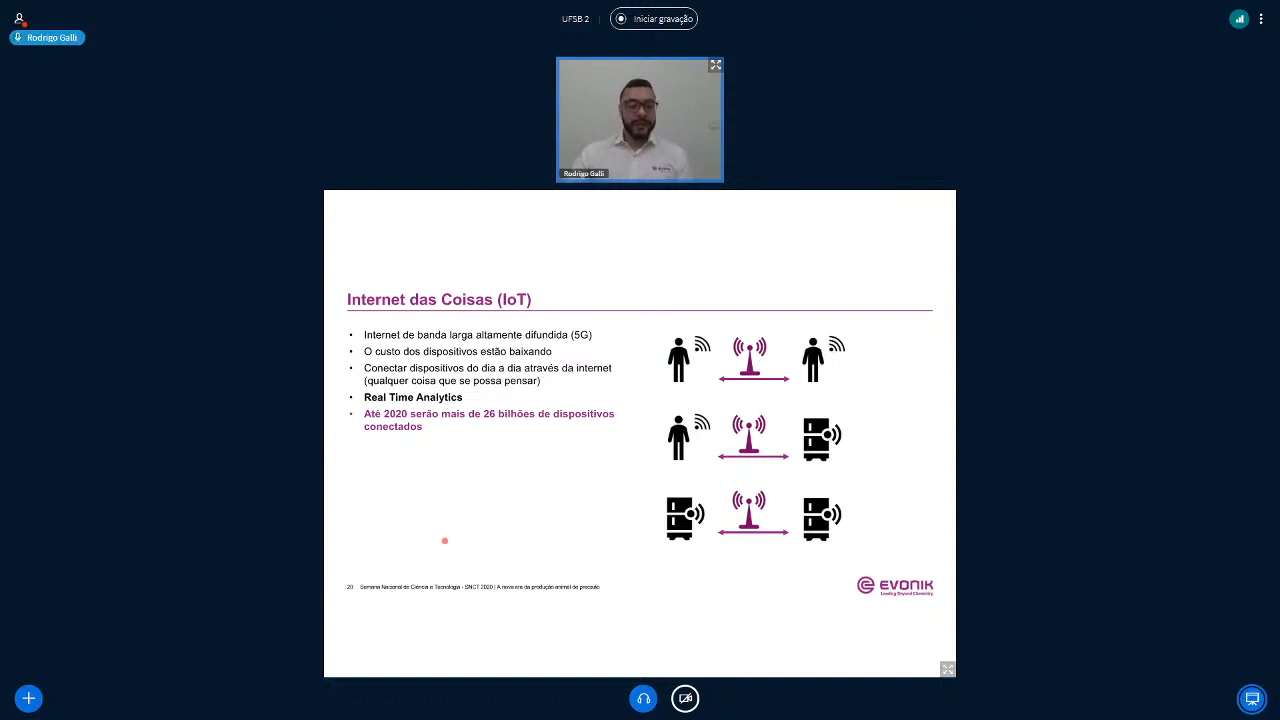 UFSB 2
Iniciar gravação
Rodrigo Galli
Rodrigo Galli
Internet das Coisas (IoT)
• Internet de banda larga altamente difundida (5G)
• O custo dos dispositivos estão baixando
• Conectar dispositivos do dia a dia através da internet
(qualquer coisa que se possa pensar)
• Real Time Analytics
• Até 2020 serão mais de 26 bilhões de dispositivos
conectados
20 Semana Nacional de Ciência e Tecnologia - SNCT 2020 | A nova era da produção animal de precisão
EVONIK
Leading Beyond Chemistry